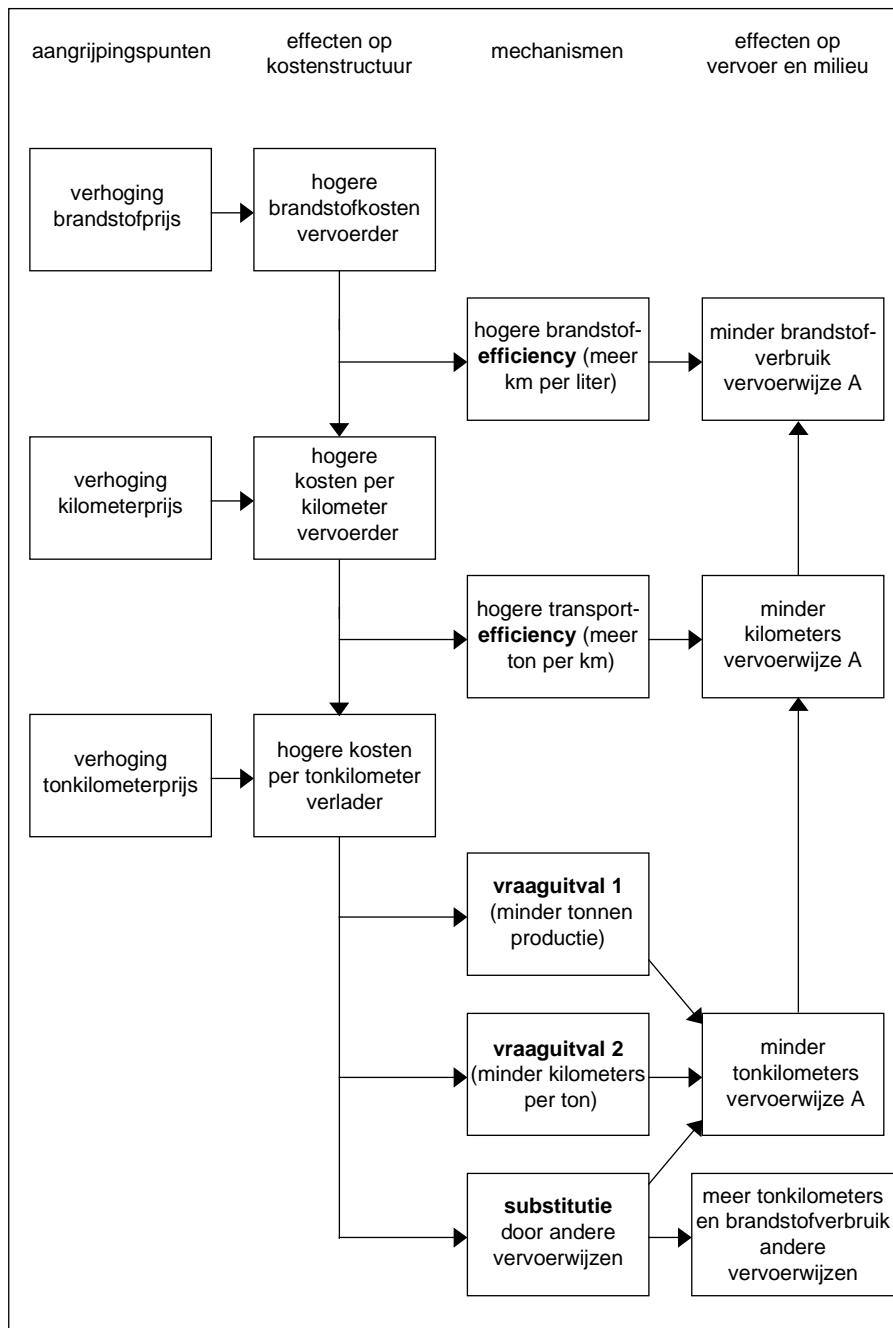 aangrijpingspunten
effecten op
kostenstructuur
mechanismen
effecten op
vervoer en milieu
verhoging
brandstofprijs
hogere
brandstofkosten
vervoerder
hogere brandstof-
efficiency (meer
km per liter)
minder brandstof-
verbruik
vervoerwijze A
verhoging
kilometerprijs
hogere
kosten per
kilometer
vervoerder
hogere transport-
efficiency (meer
ton per km)
minder
kilometers
vervoerwijze A
verhoging
tonkilometerprijs
hogere kosten
per tonkilometer
verlader
vraaguitval 1
(minder tonnen
productie)
vraaguitval 2
(minder kilometers
per ton)
minder
tonkilometers
vervoerwijze A
substitutie
door andere
vervoerwijzen
meer tonkilometers
en brandstofverbruik
andere
vervoerwijzen